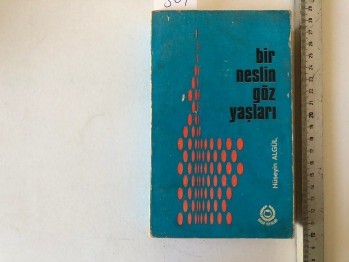 bir
neslin
göz
yaşları
Hüseyin ALGÜL